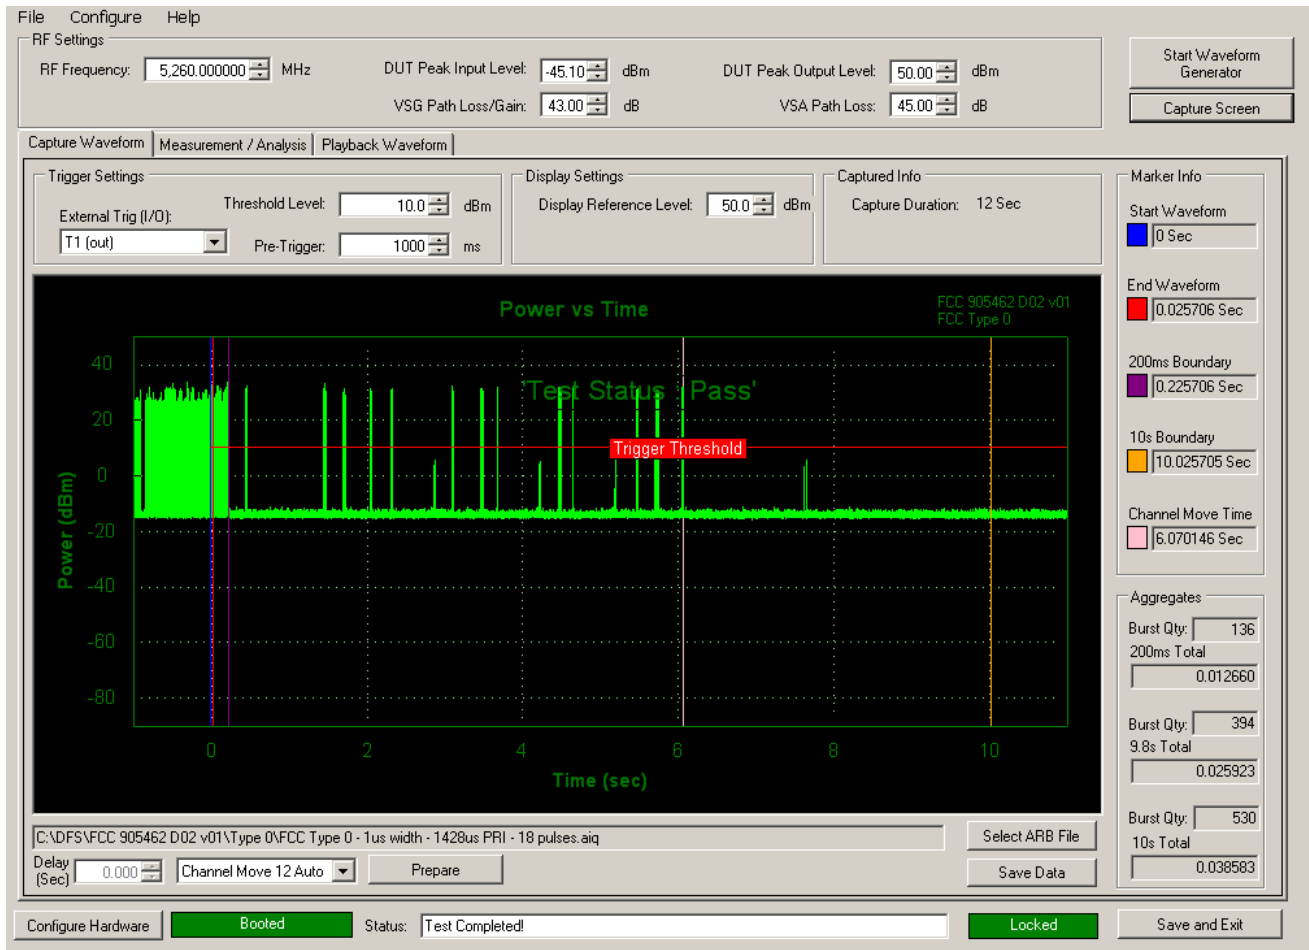 File Configure Help
RF Settings
RF Frequency: 5,260.000000 MHz
DUT Peak Input Level: -45.10 dBm
DUT Peak Output Level: 50.00 dBm
VSG Path Loss/Gain: 43.00 dB
VSA Path Loss: 45.00 dB
Start Waveform
Generator
Capture Screen
Capture Waveform
Measurement / Analysis
Playback Waveform
Trigger Settings
External Trig (I/O):
T1 (out)
Threshold Level: 10.0 dBm
Pre-Trigger: 1000 ms
Display Settings
Display Reference Level: 50.0 dBm
Captured Info
Capture Duration: 12 Sec
Marker Info
Start Waveform
0 Sec
End Waveform
0.025706 Sec
200ms Boundary
0.225706 Sec
10s Boundary
10.025705 Sec
Channel Move Time
6.070146 Sec
Power vs Time
FCC 905462 D02 v01
FCC Type 0
'Test Status : Pass'
Trigger Threshold
Power (dBm)
40
20
0
-20
-40
-60
-80
0 2 4 6 8 10
Time (sec)
Aggregates
Burst Qty: 136
200ms Total
0.012660
Burst Qty: 394
9.8s Total
0.025923
Burst Qty: 530
10s Total
0.038583
C:\DFS\FCC 905462 D02 v01\Type 0\FCC Type 0 - 1us width - 1428us PRI - 18 pulses.aiq
Select ARB File
Delay
(Sec)
0.000
Channel Move 12 Auto
Prepare
Save Data
Configure Hardware
Booted
Status: Test Completed!
Locked
Save and Exit